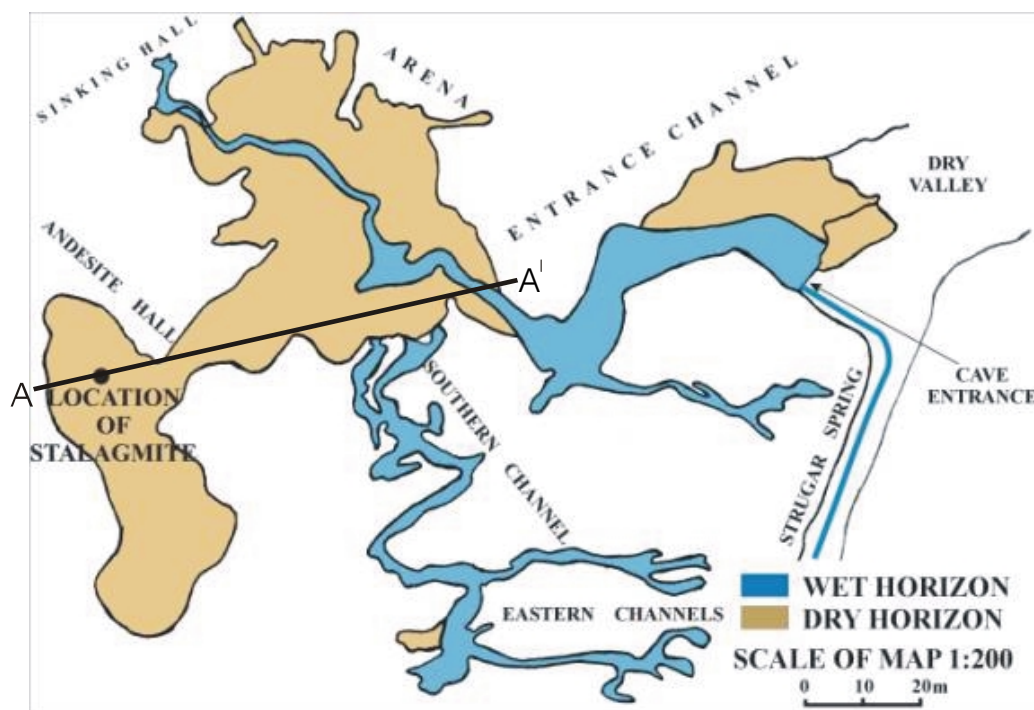 SINKING HALL
ARENA
ENTRANCE CHANNEL
DRY
VALLEY
ANDESITE HALL
A'
A
LOCATION
OF
STALAGMITE
SOUTHERN CHANNEL
CAVE
ENTRANCE
STRUGAR SPRING
EASTERN CHANNELS
WET HORIZON
DRY HORIZON
SCALE OF MAP 1:200
0 10 20m